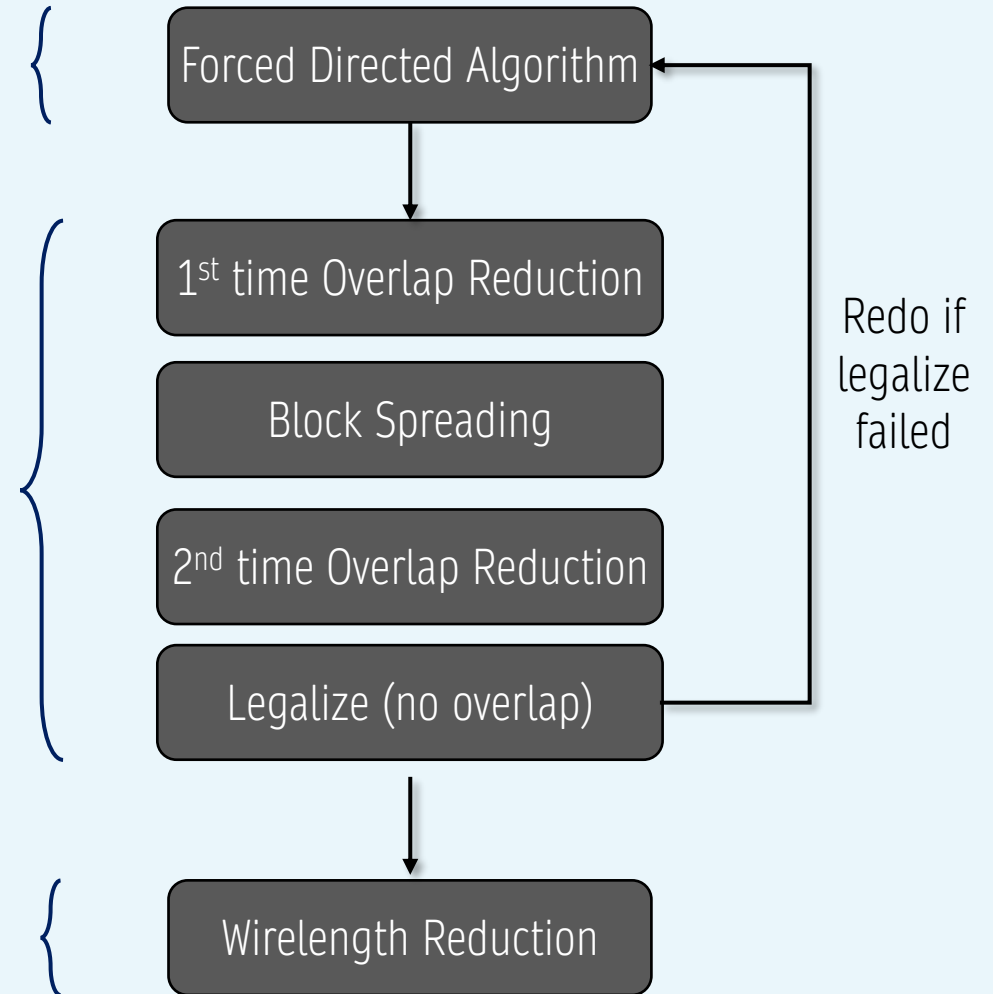 Forced Directed Algorithm
1st time Overlap Reduction
Block Spreading
2nd time Overlap Reduction
Legalize (no overlap)
Redo if
legalize
failed
Wirelength Reduction